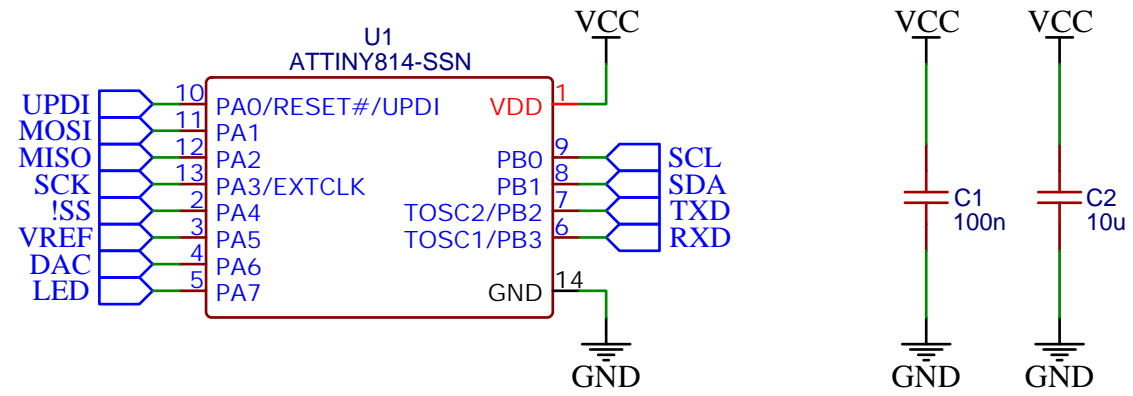 U1
ATTINY814-SSN
VCC
VCC
VCC
UPDI 10 PA0/RESET#/UPDI VDD 1
MOSI 11 PA1
MISO 12 PA2 PB0 9 SCL
SCK 13 PA3/EXTCLK PB1 8 SDA
!SS 2 PA4 TOSC2/PB2 7 TXD
VREF 3 PA5 TOSC1/PB3 6 RXD
DAC 4 PA6
LED 5 PA7 GND 14
C1
100n
C2
10u
GND
GND
GND